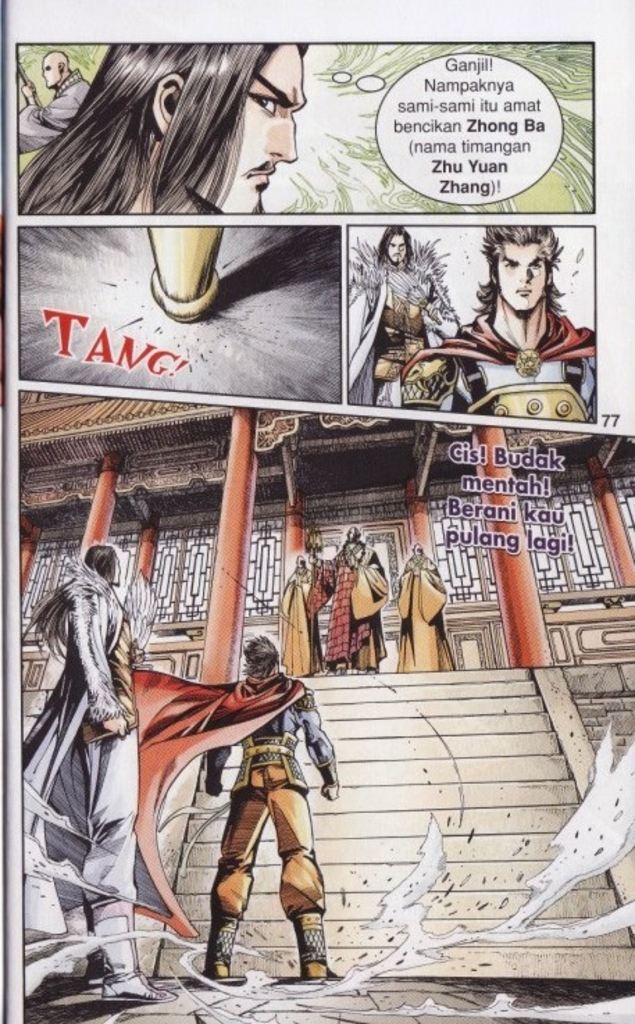 Ganjil!
Nampaknya
sami-sami itu amat
bencikan Zhong Ba
(nama timangan
Zhu Yuan
Zhang)!
TANG!
77
Cis! Budak
mentah!
Berani kau
pulang lagi!